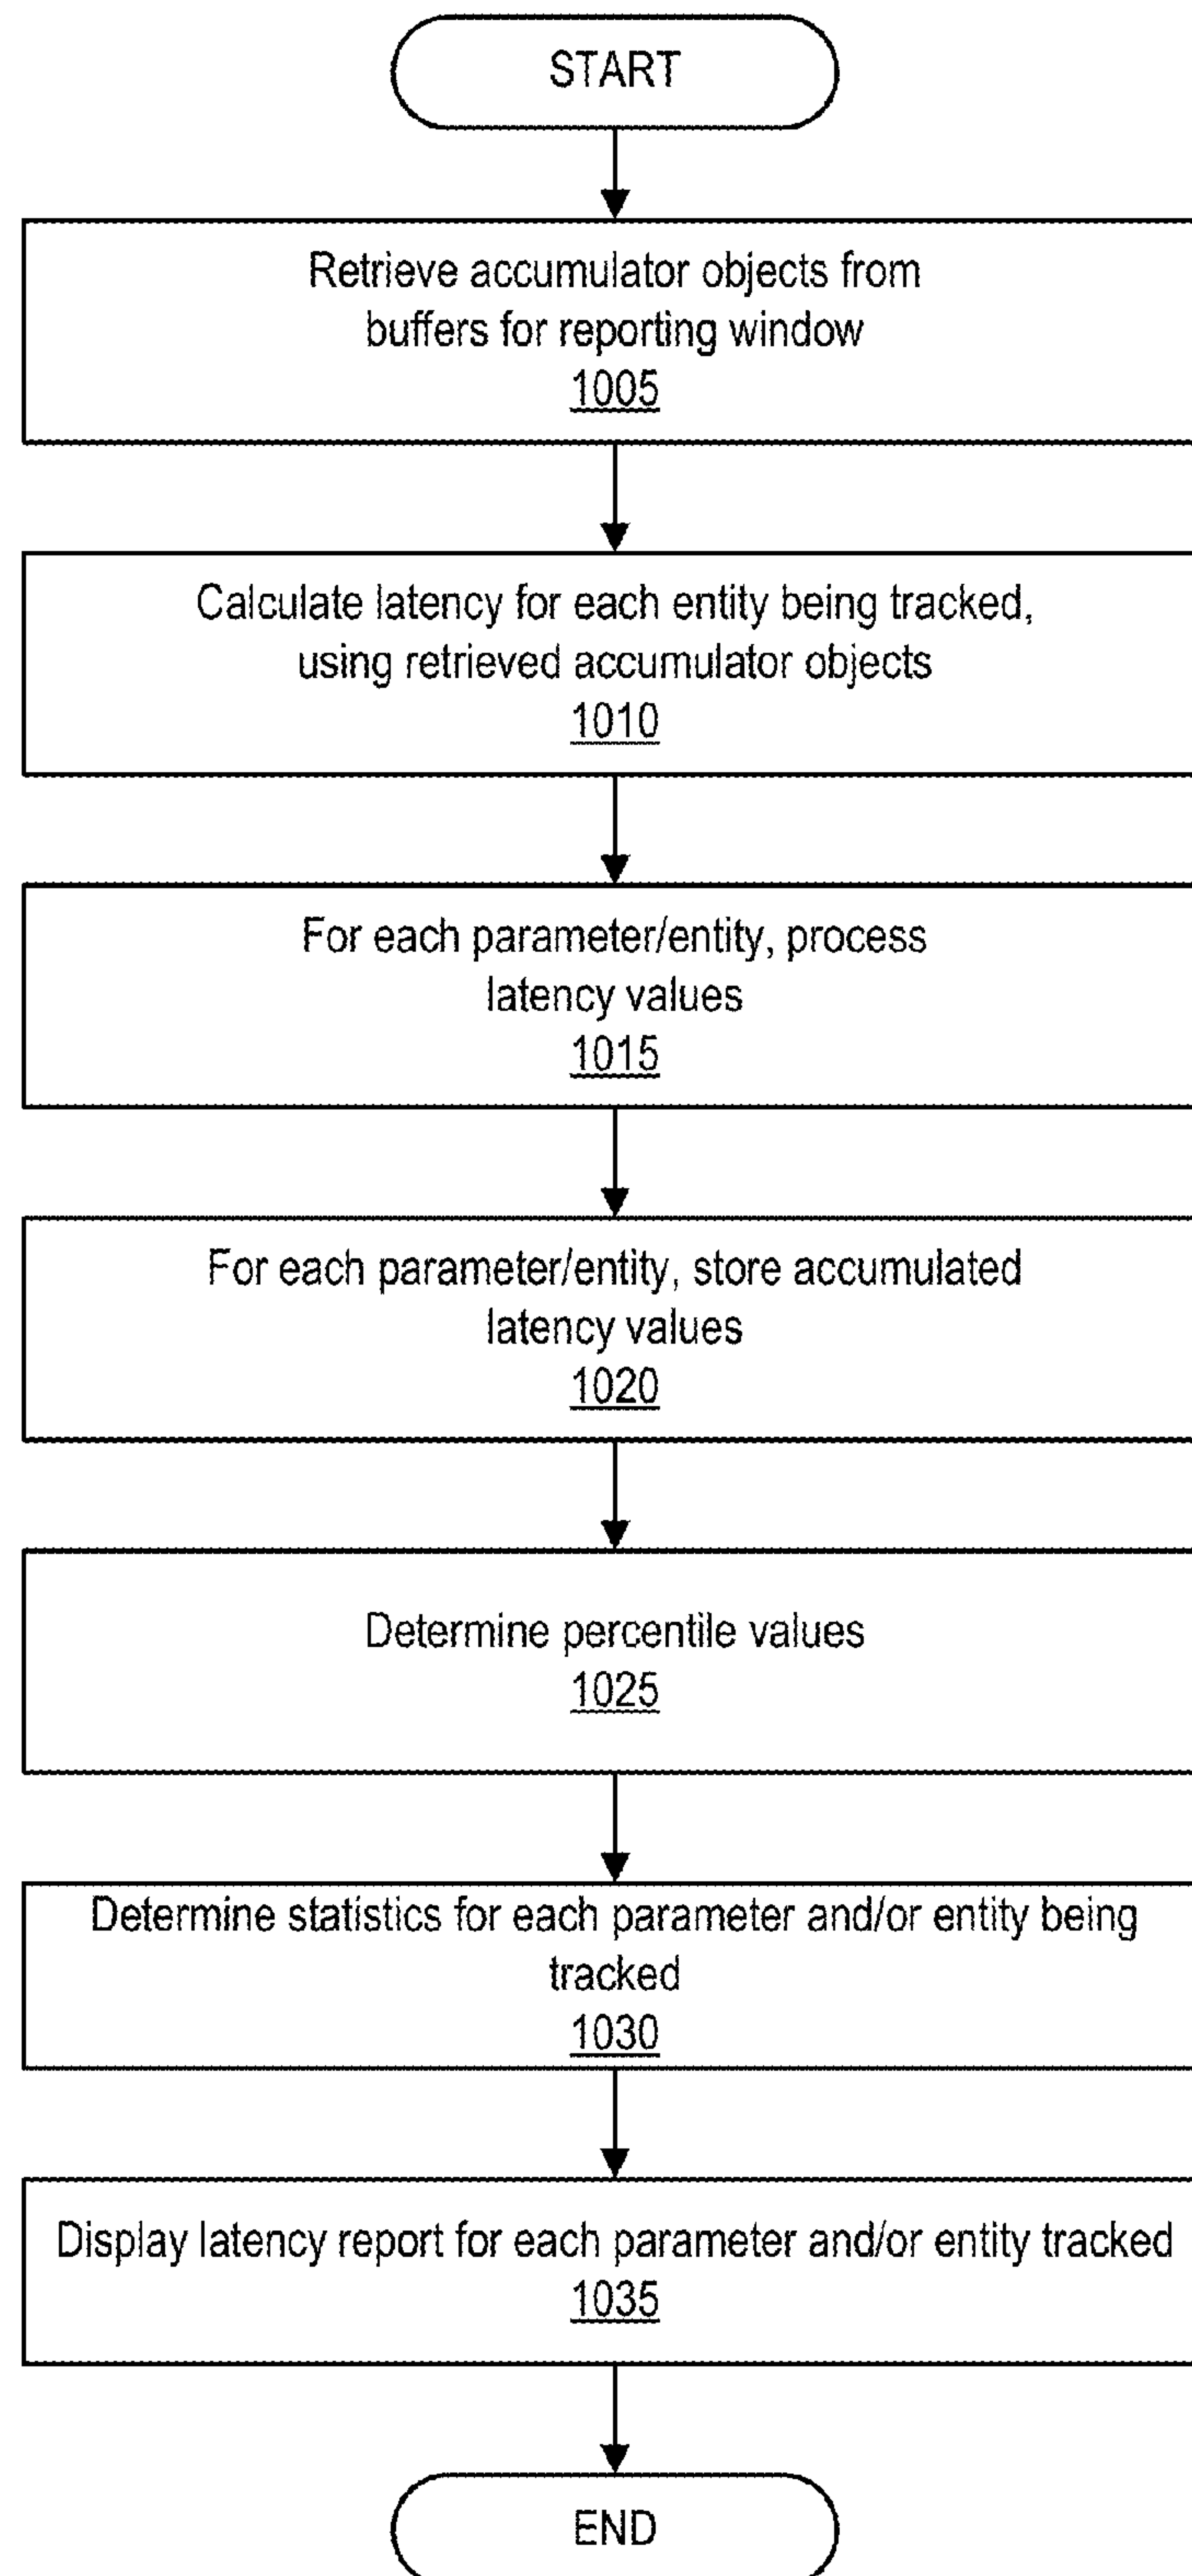 START
Retrieve accumulator objects from
buffers for reporting window
1005
Calculate latency for each entity being tracked,
using retrieved accumulator objects
1010
For each parameter/entity, process
latency values
1015
For each parameter/entity, store accumulated
latency values
1020
Determine percentile values
1025
Determine statistics for each parameter and/or entity being
tracked
1030
Display latency report for each parameter and/or entity tracked
1035
END